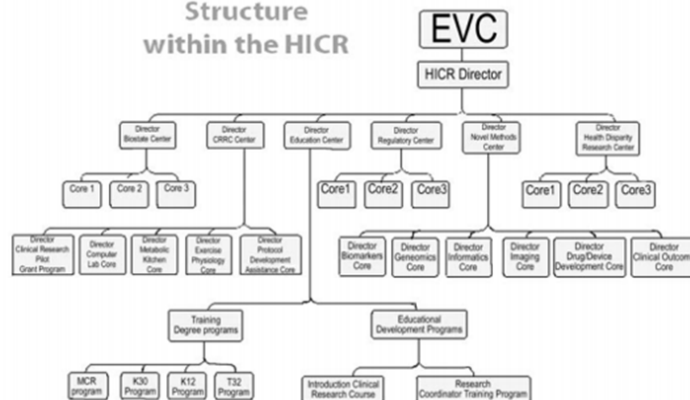 Structure
within the HICR
EVC
HICR Director
Director
Biostate Center
Director
CRRC Center
Director
Education Center
Director
Regulatory Center
Director
Novel Methods
Center
Director
Health Disparity
Research Center
Core 1
Core 2
Core 3
Core1
Core2
Core3
Core1
Core2
Core3
Director
Clinical Research
Pilot
Grant Program
Director
Computer
Lab Core
Director
Metabolic
Kitchen
Core
Director
Exercise
Physiology
Core
Director
Protocol
Development
Assistance Core
Director
Biomarkers
Core
Director
Geneomics
Core
Director
Informatics
Core
Director
Imaging
Core
Director
Drug/Device
Development Core
Director
Clinical Outcom
Core
Training
Degree programs
Educational
Development Programs
MCR
program
K30
Program
K12
Program
T32
Program
Introduction Clinical
Research Course
Research
Coordinator Training Program